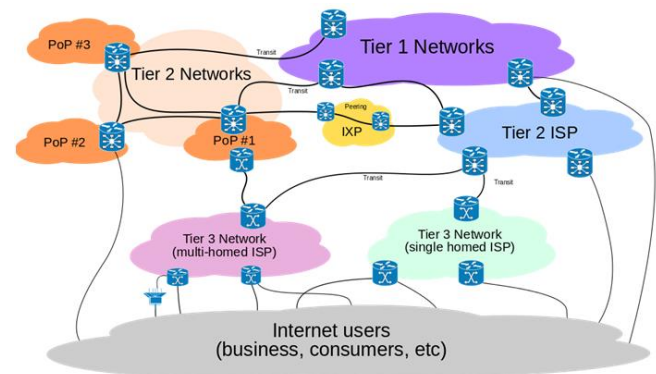 PoP #3
Transit
Tier 1 Networks
Tier 2 Networks
Transit
Peering
IXP
PoP #1
PoP #2
Tier 2 ISP
Transit
Transit
Tier 3 Network
(multi-homed ISP)
Tier 3 Network
(single homed ISP)
Internet users
(business, consumers, etc)